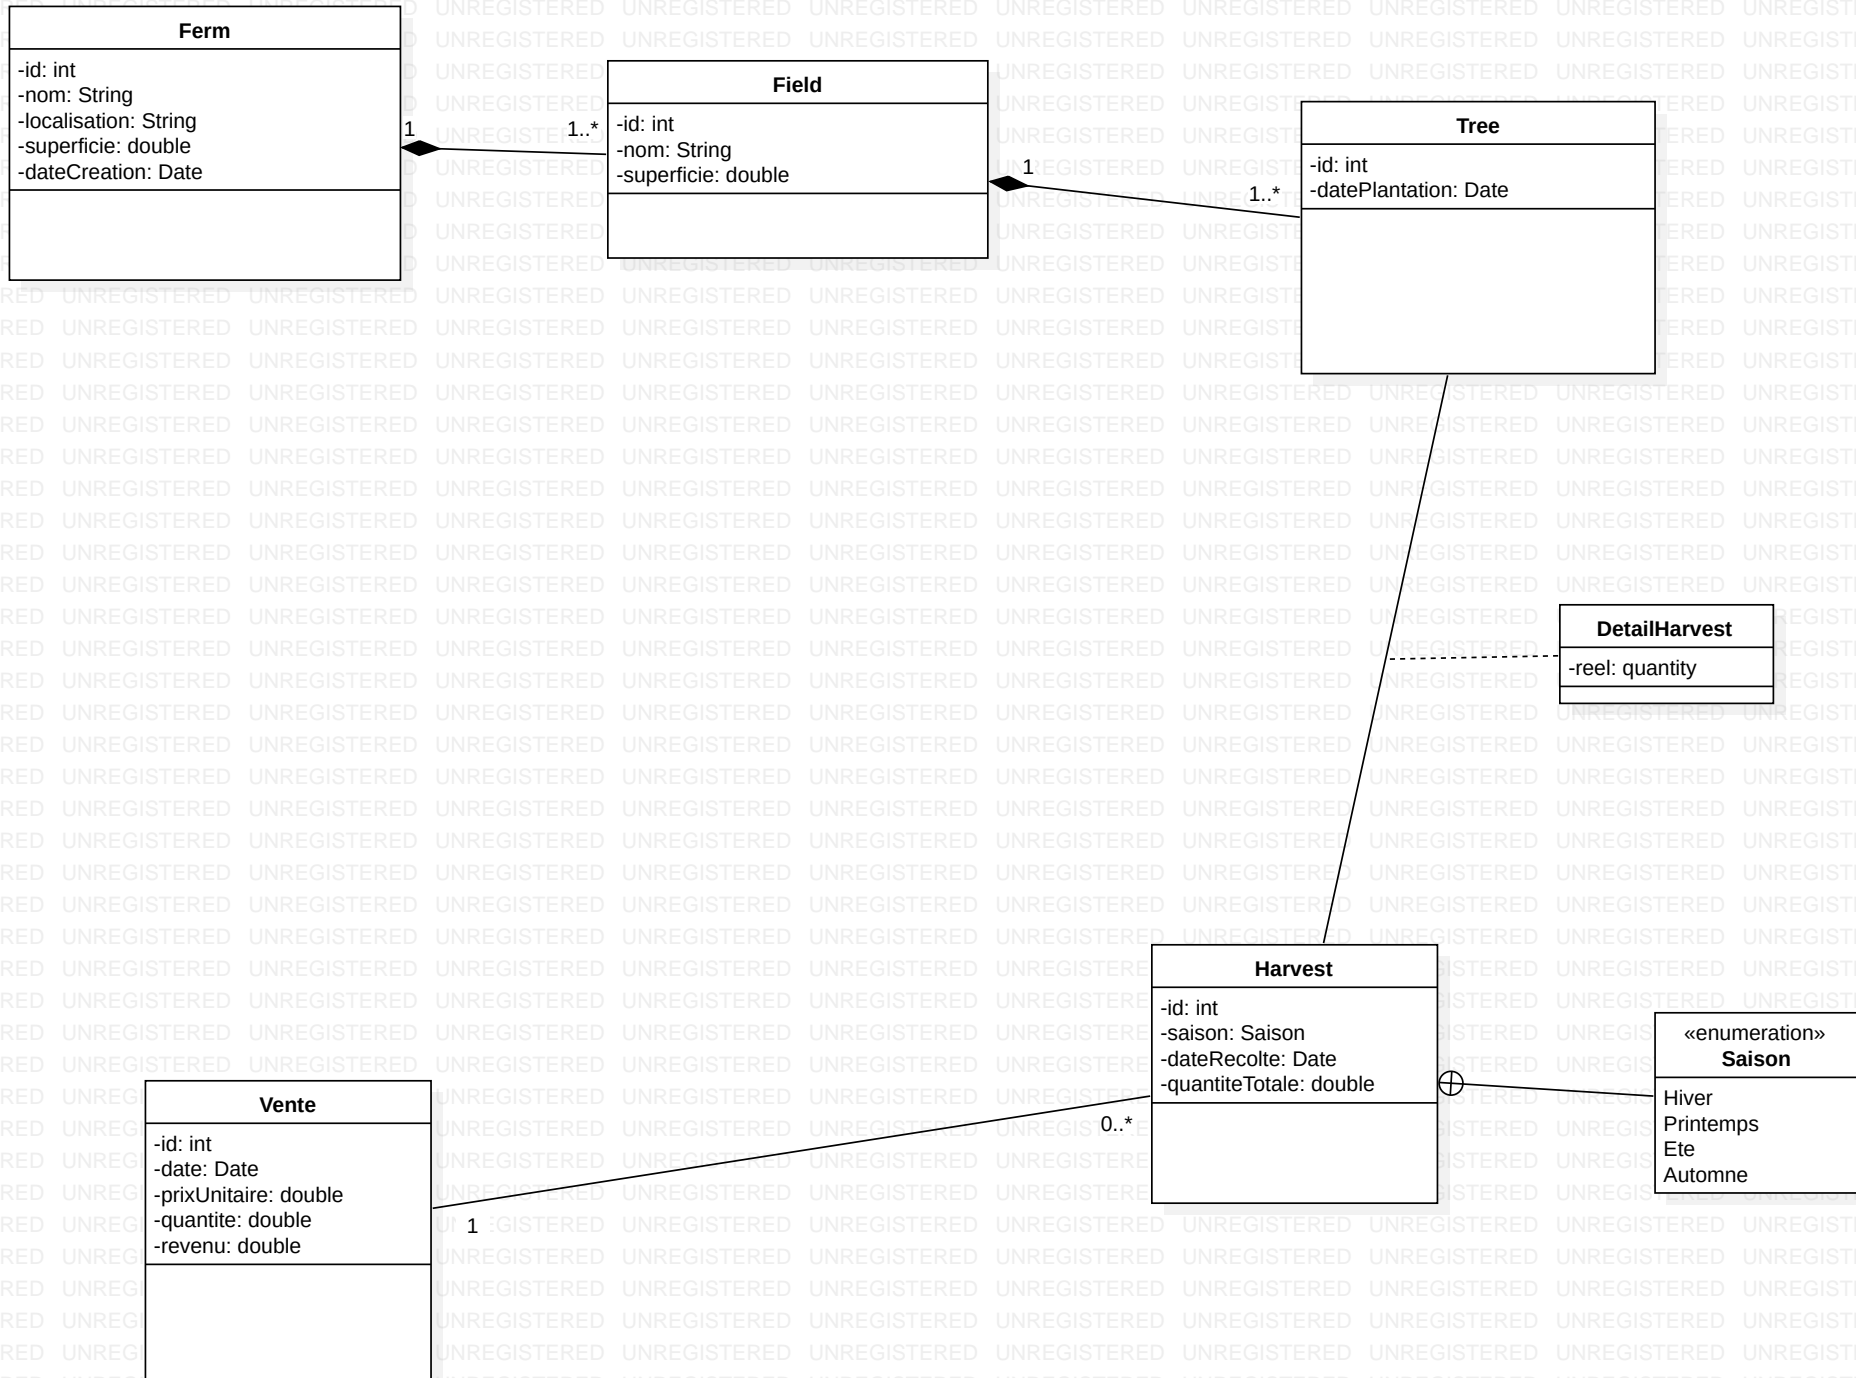 Ferm
-id: int
-nom: String
-localisation: String
-superficie: double
-dateCreation: Date
1
1..*
Field
-id: int
-nom: String
-superficie: double
1
1..*
Tree
-id: int
-datePlantation: Date
DetailHarvest
-reel: quantity
Harvest
-id: int
-saison: Saison
-dateRecolte: Date
-quantiteTotale: double
«enumeration»
Saison
Hiver
Printemps
Ete
Automne
0..*
1
Vente
-id: int
-date: Date
-prixUnitaire: double
-quantite: double
-revenu: double
UNREGISTERED